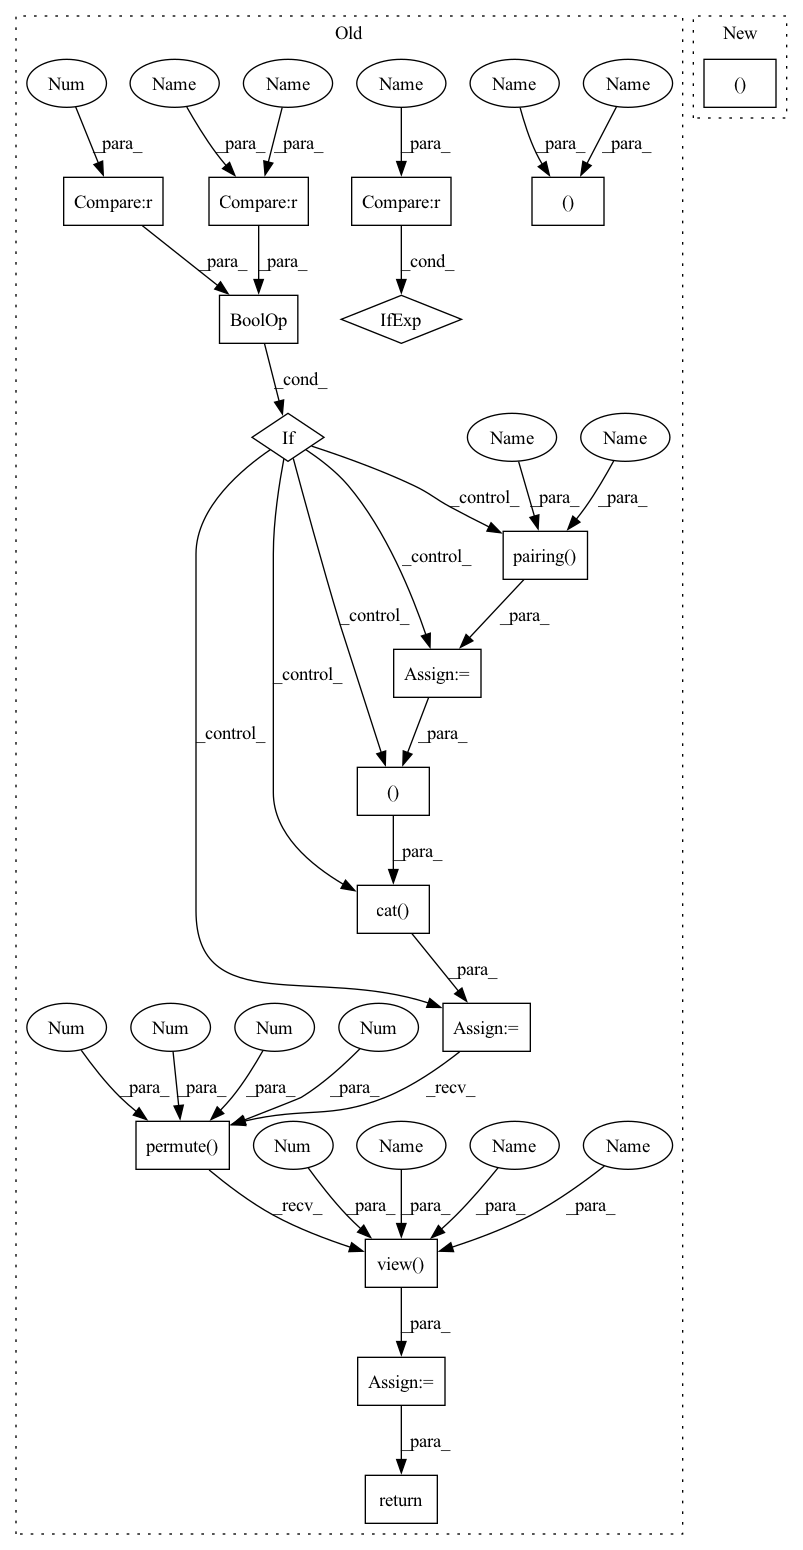 Old
New
Num
Name
Name
Name
Name
Name
()
_para_
_para_
_para_
_para_
_para_
_para_
Compare:r
Compare:r
Compare:r
()
_para_
_para_
_cond_
BoolOp
IfExp
_cond_
If
Name
Name
_control_
_para_
_para_
pairing()
_control_
_control_
_para_
_control_
Assign:=
_control_
_para_
()
_para_
cat()
_para_
Num
Num
Num
Num
Assign:=
_para_
_para_
_para_
_para_
_recv_
permute()
Num
Name
Name
Name
_recv_
_para_
_para_
_para_
_para_
view()
_para_
Assign:=
_para_
return